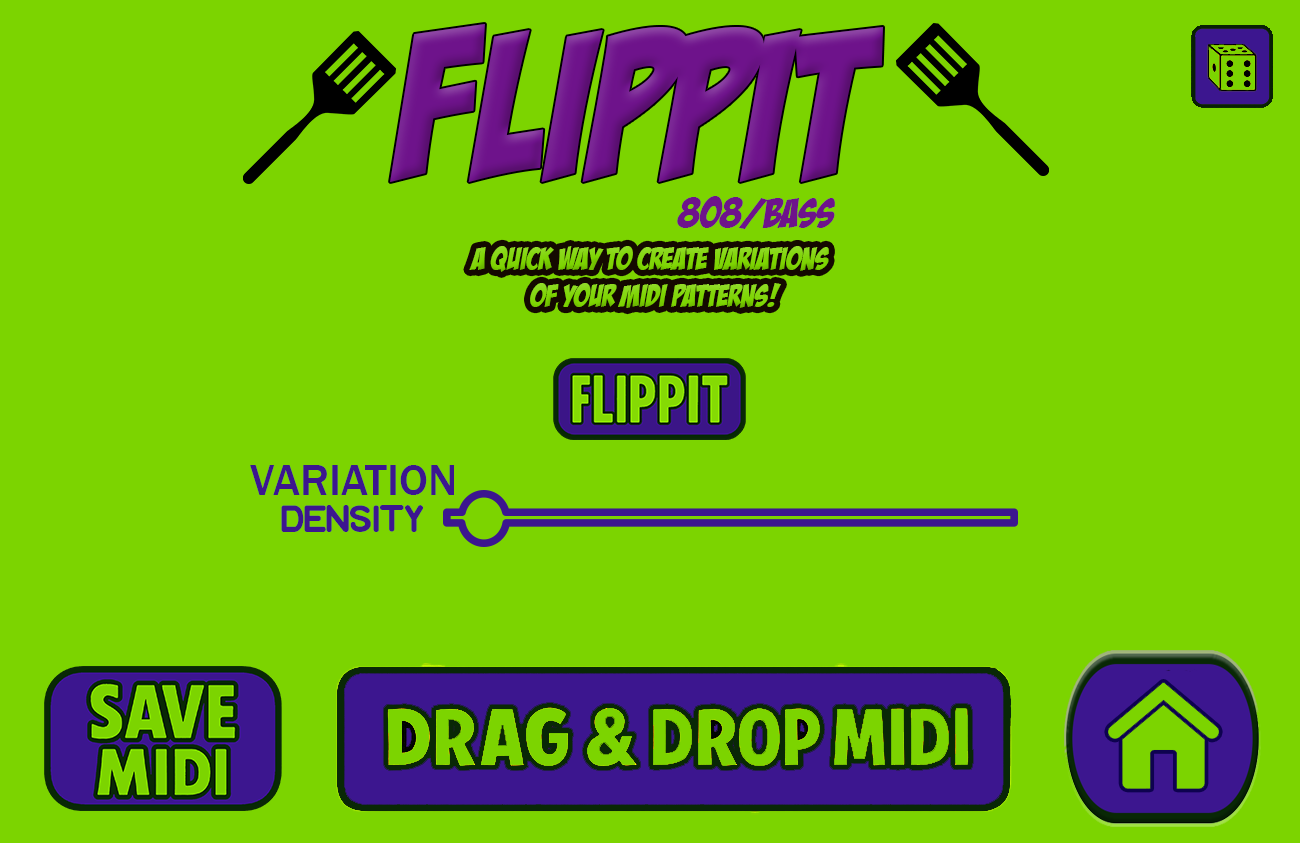 FLIPPIT
808/BASS
A QUICK WAY TO CREATE VARIATIONS
OF YOUR MIDI PATTERNS!
FLIPPIT
VARIATION
DENSITY
SAVE
MIDI
DRAG & DROP MIDI